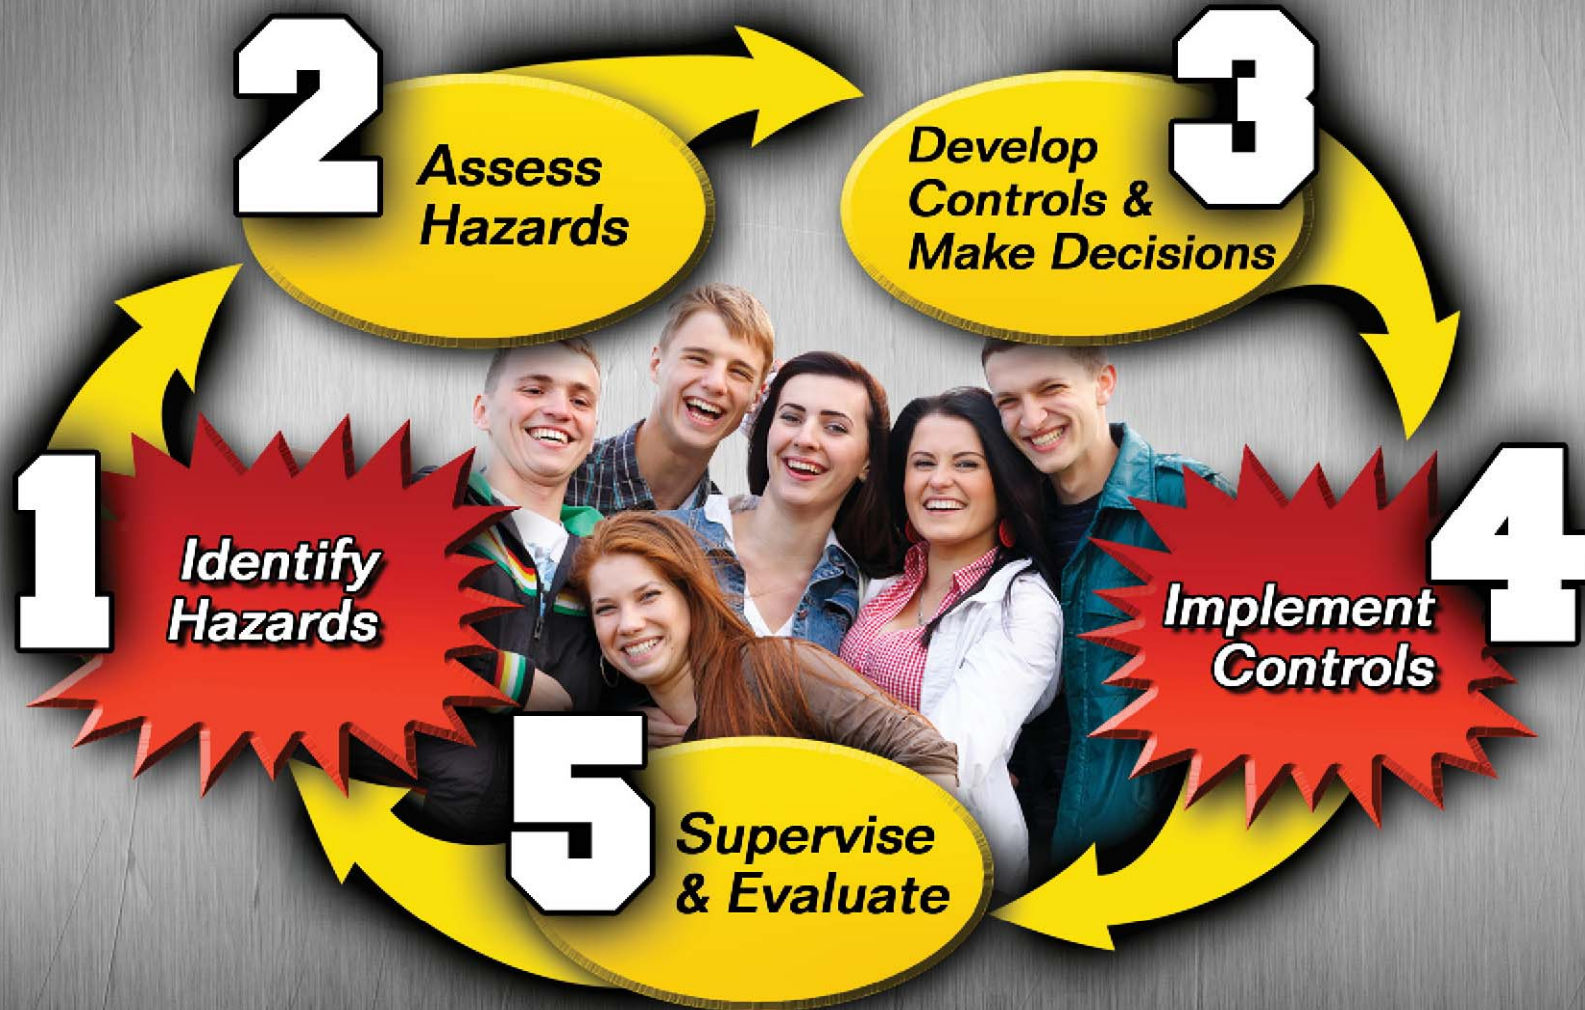 1
Identify
Hazards
2
Assess
Hazards
3
Develop
Controls &
Make Decisions
4
Implement
Controls
5
Supervise
& Evaluate